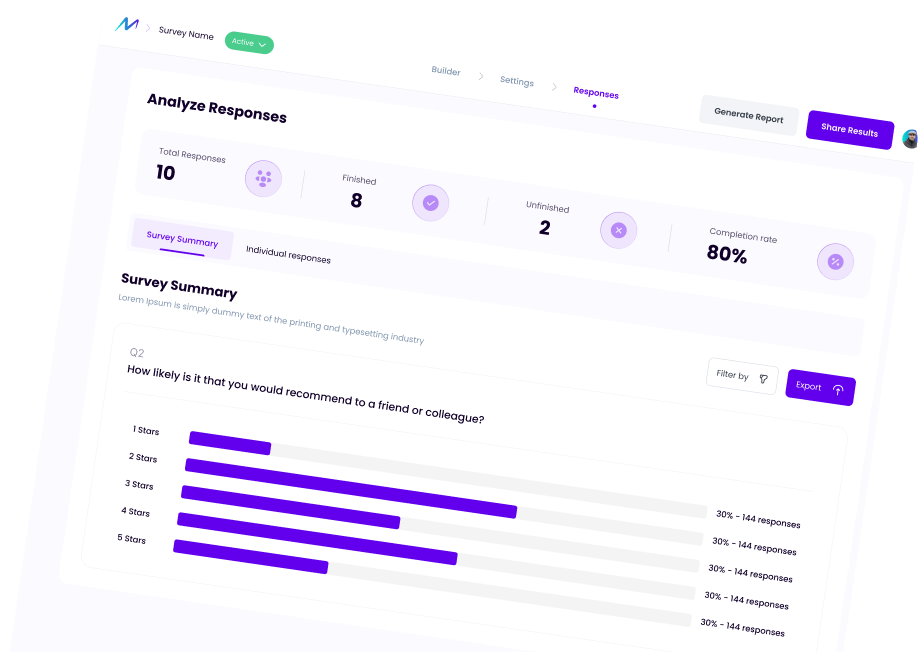 Survey Name
Active
Builder
Settings
Responses
Generate Report
Share Results
Analyze Responses
Total Responses
10
Finished
8
Unfinished
2
Completion rate
80%
Survey Summary
Individual responses
Survey Summary
Lorem Ipsum is simply dummy text of the printing and typesetting industry
Filter by
Export
Q2
How likely is it that you would recommend to a friend or colleague?
1 Stars
30% - 144 responses
2 Stars
30% - 144 responses
3 Stars
30% - 144 responses
4 Stars
30% - 144 responses
5 Stars
30% - 144 responses